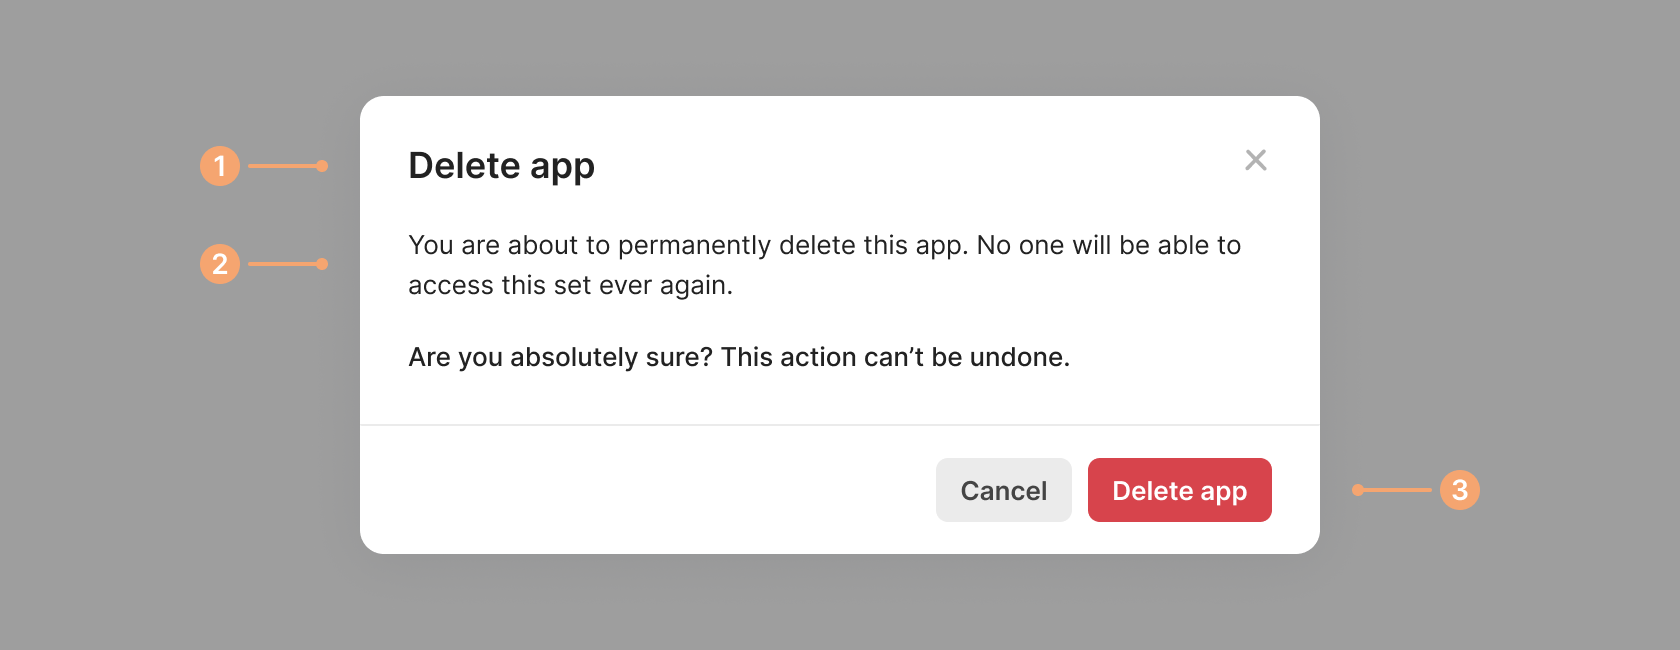 1
Delete app
2
You are about to permanently delete this app. No one will be able to
access this set ever again.
Are you absolutely sure? This action can’t be undone.
Cancel
Delete app
3